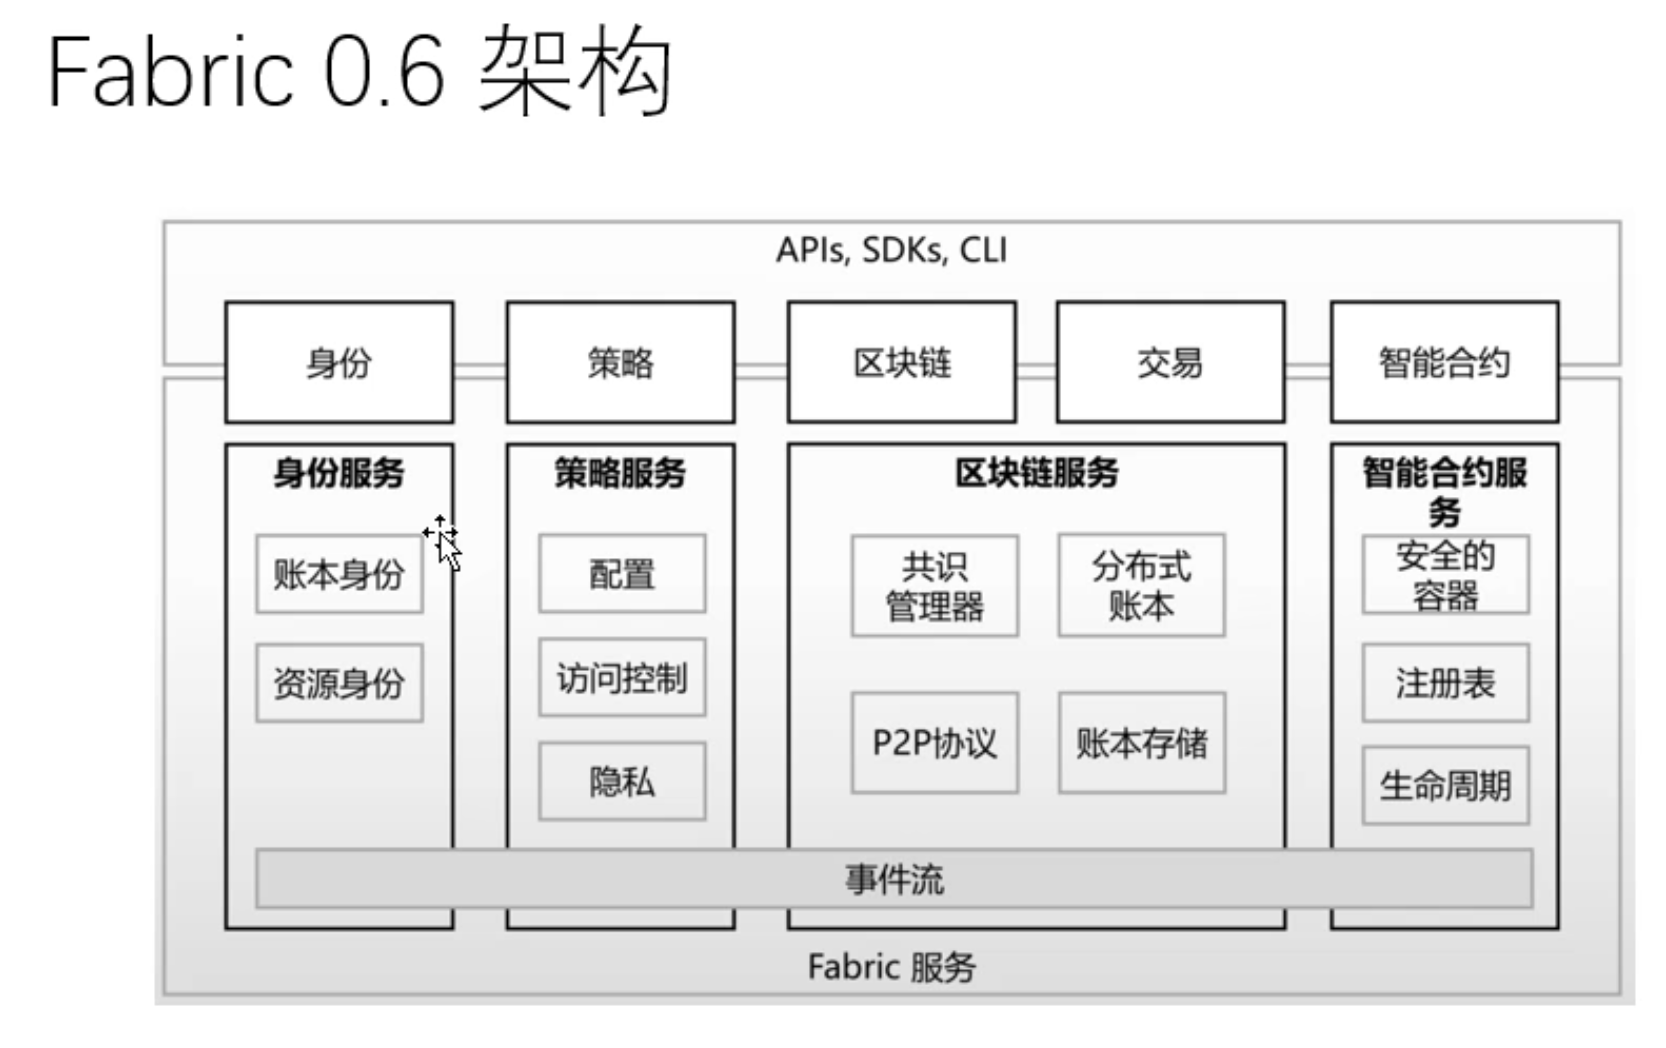 Fabric 0.6 架构
APIs, SDKs, CLI
身份
策略
区块链
交易
智能合约
身份服务
账本身份
资源身份
策略服务
配置
访问控制
隐私
区块链服务
共识
管理器
分布式
账本
P2P协议
账本存储
智能合约服
务
安全的
容器
注册表
生命周期
事件流
Fabric 服务